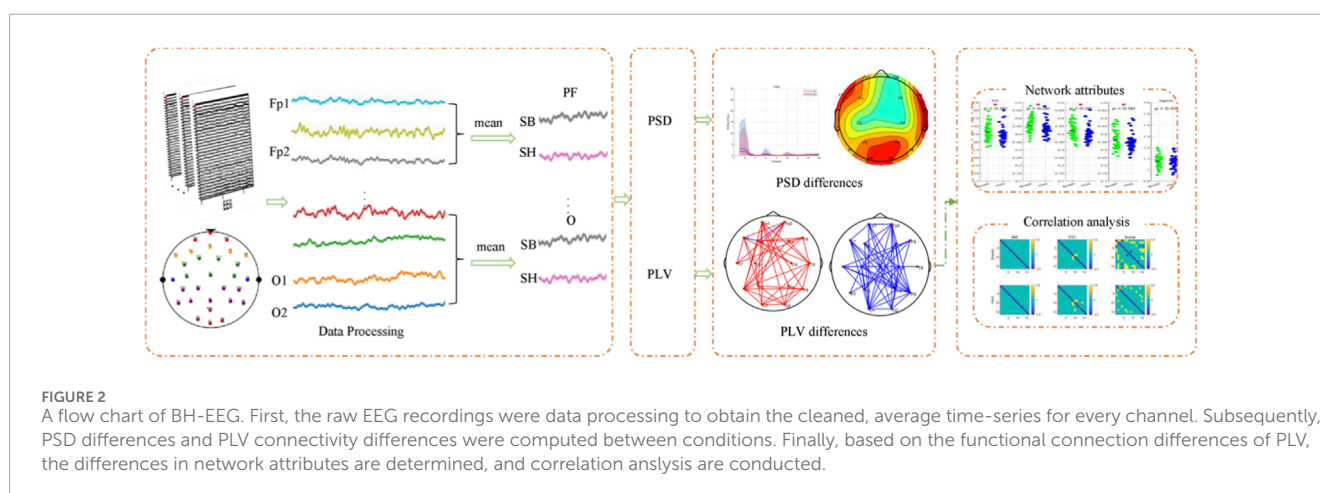 Fp1
Fp2
O1
O2
Data Processing
mean
mean
PF
SB
SH
O
SB
SH
PSD
PLV
PSD differences
PLV differences
Network attributes
Correlation analysis
FIGURE 2
A flow chart of BH-EEG. First, the raw EEG recordings were data processing to obtain the cleaned, average time-series for every channel. Subsequently,
PSD differences and PLV connectivity differences were computed between conditions. Finally, based on the functional connection differences of PLV,
the differences in network attributes are determined, and correlation anslysis are conducted.